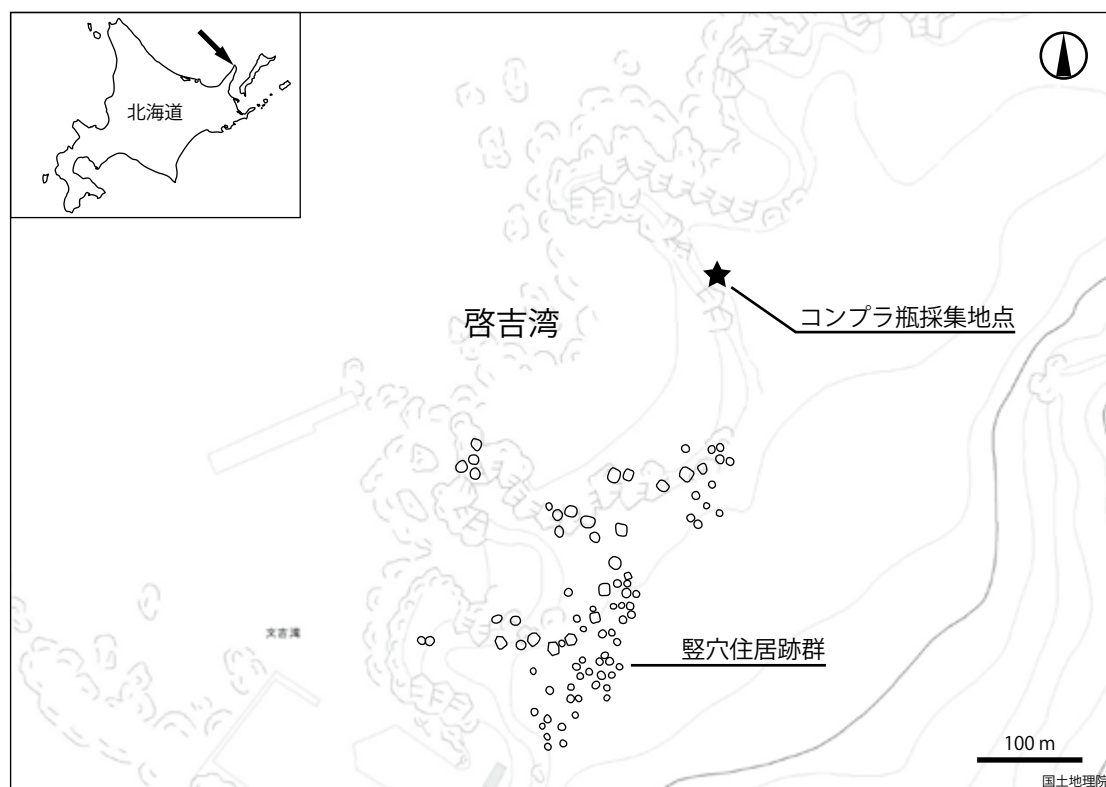 北海道
啓吉湾
コンプラ瓶採集地点
文吉湾
竪穴住居跡群
100 m
国土地理院